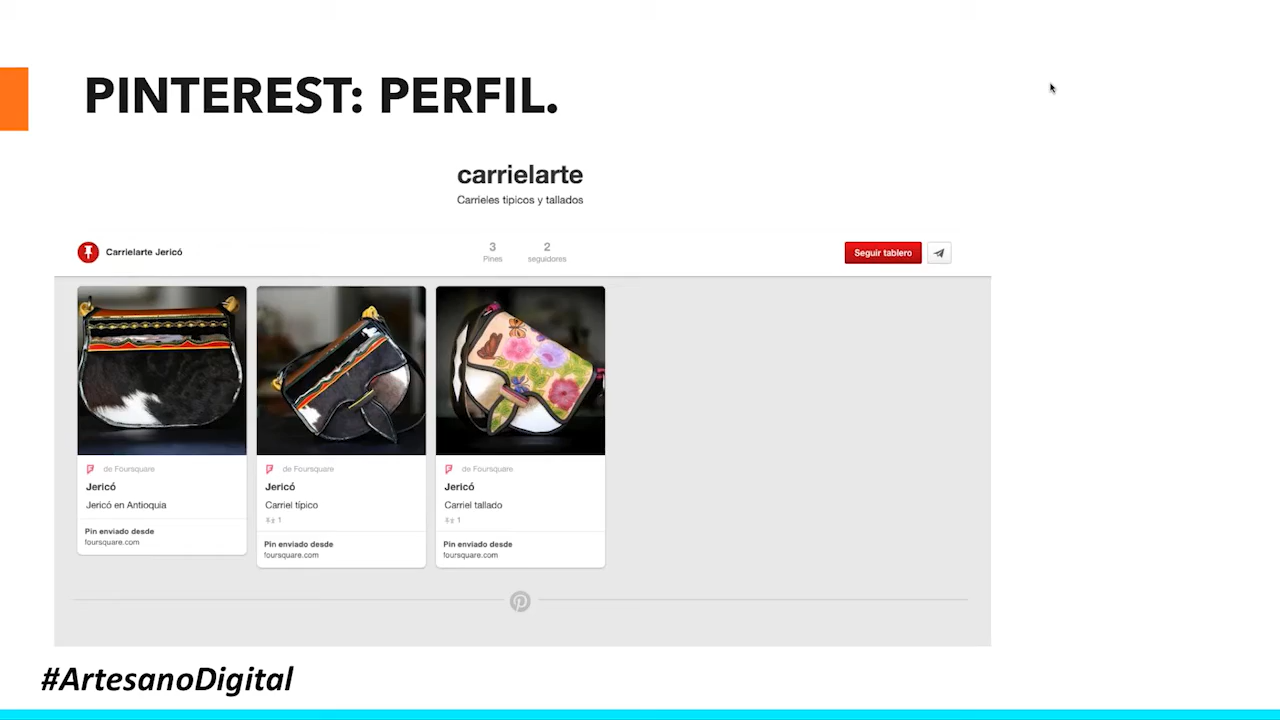 PINTEREST: PERFIL.
carrielarte
Carrieles tipicos y tallados
Carrielarte Jericó
3
Pines
2
seguidores
Seguir tablero
de Foursquare
Jericó
Jericó en Antioquia
Pin enviado desde
foursquare.com
de Foursquare
Jericó
Carriel típico
1
Pin enviado desde
foursquare.com
de Foursquare
Jericó
Carriel tallado
1
Pin enviado desde
foursquare.com
#ArtesanoDigital